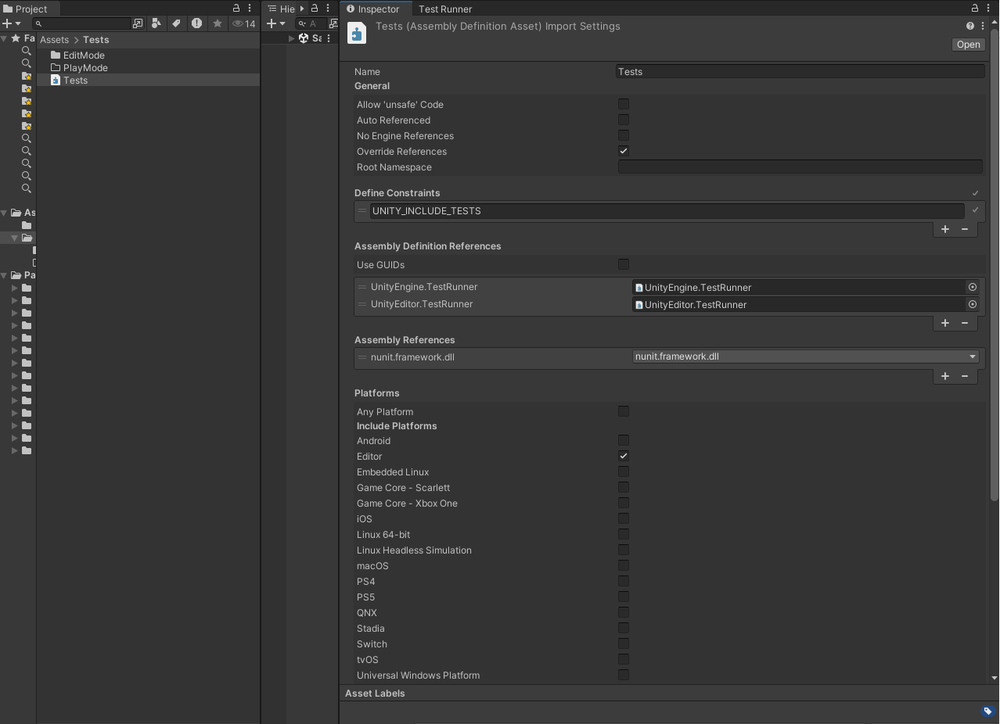 Project
14
Fa
As
Pa
Assets > Tests
EditMode
PlayMode
Tests
Hie
A
Sa
Inspector
Test Runner
Tests (Assembly Definition Asset) Import Settings
Open
Name Tests
General
Allow 'unsafe' Code
Auto Referenced
No Engine References
Override References
Root Namespace
Define Constraints
UNITY_INCLUDE_TESTS
Assembly Definition References
Use GUIDs
UnityEngine.TestRunner UnityEngine.TestRunner
UnityEditor.TestRunner UnityEditor.TestRunner
Assembly References
nunit.framework.dll nunit.framework.dll
Platforms
Any Platform
Include Platforms
Android
Editor
Embedded Linux
Game Core - Scarlett
Game Core - Xbox One
iOS
Linux 64-bit
Linux Headless Simulation
macOS
PS4
PS5
QNX
Stadia
Switch
tvOS
Universal Windows Platform
Asset Labels